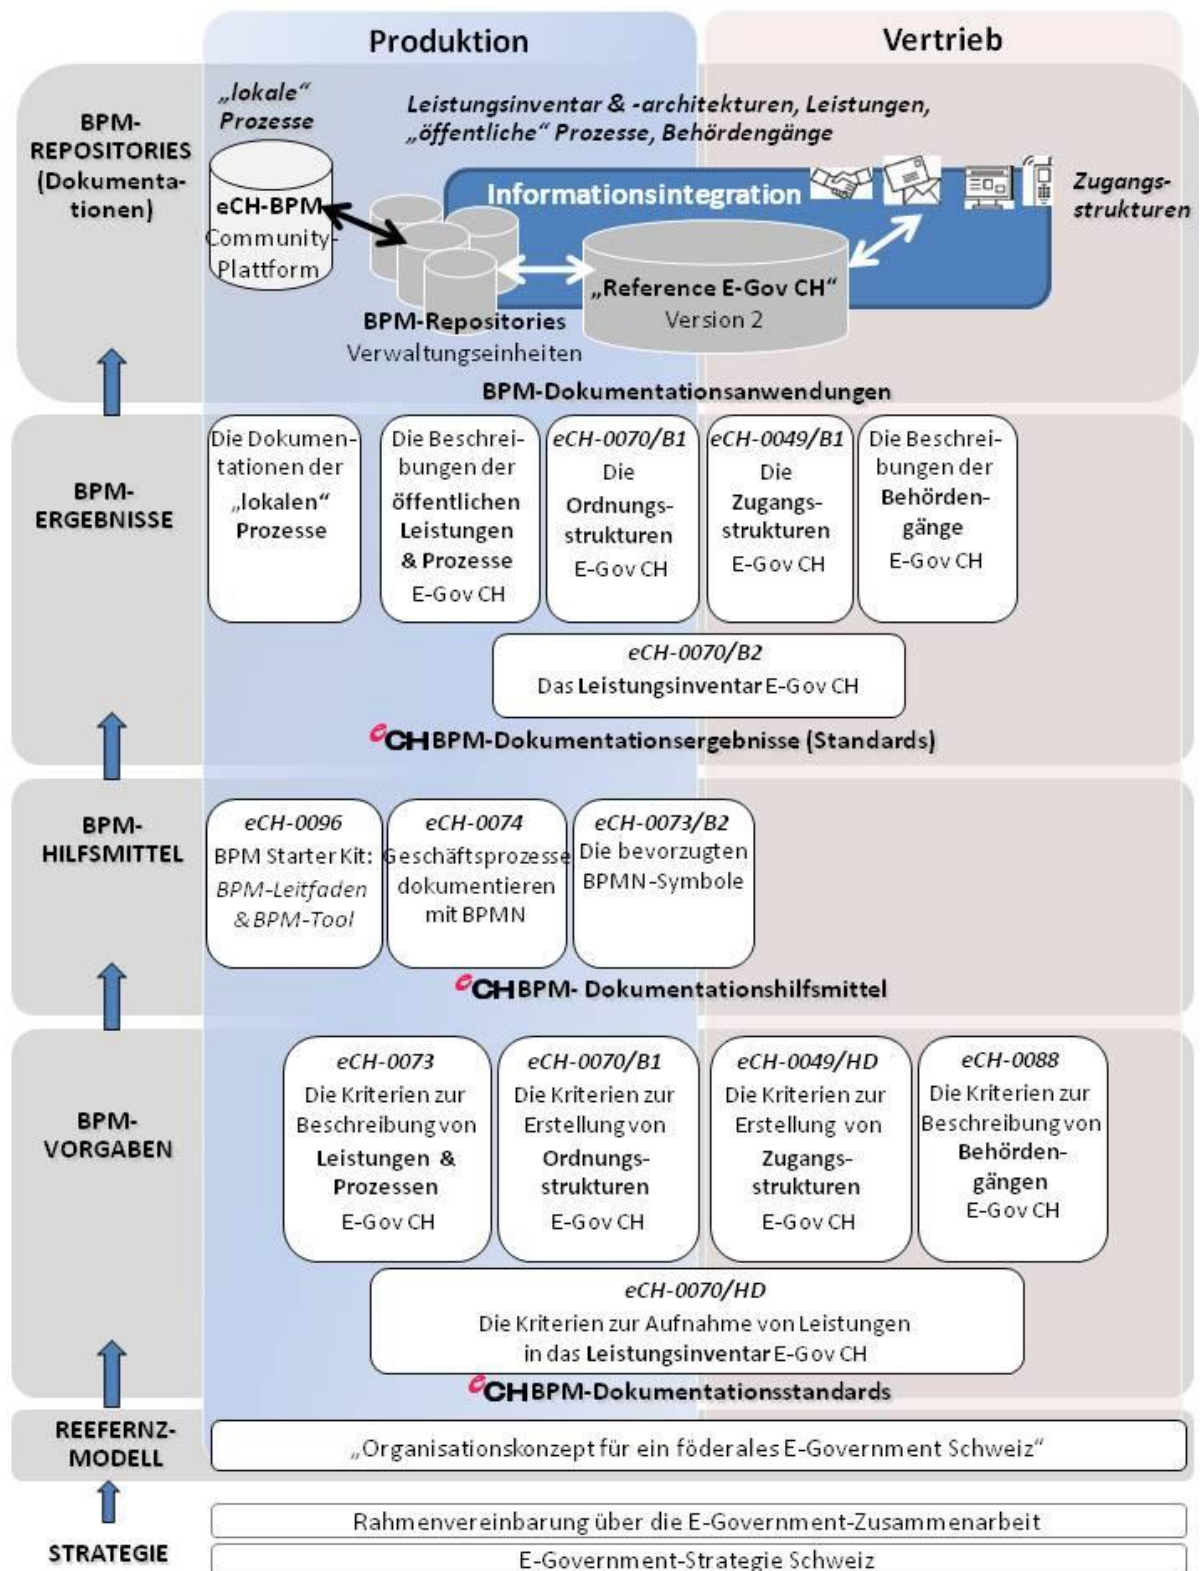 Produktion
Vertrieb
BPM-
REPOSITORIES
(Dokumenta-
tionen)
„lokale“
Prozesse
eCH-BPM
Community-
Plattform
Leistungsinventar & -architekturen, Leistungen,
„öffentliche“ Prozesse, Behördengänge
Informationsintegration
Zugangs-
strukturen
„Reference E-Gov CH“
Version 2
BPM-Repositories
Verwaltungseinheiten
BPM-Dokumentationsanwendungen
BPM-
ERGEBNISSE
Die Dokumen-
tationen der
„lokalen“
Prozesse
Die Beschrei-
bungen der
öffentlichen
Leistungen
& Prozesse
E-Gov CH
eCH-0070/B1
Die
Ordnungs-
strukturen
E-Gov CH
eCH-0049/B1
Die
Zugangs-
strukturen
E-Gov CH
Die Beschrei-
bungen der
Behörden-
gänge
E-Gov CH
eCH-0070/B2
Das Leistungsinventar E-Gov CH
eCH BPM-Dokumentationsergebnisse (Standards)
BPM-
HILFSMITTEL
eCH-0096
BPM Starter Kit:
BPM-Leitfaden
& BPM-Tool
eCH-0074
Geschäftsprozesse
dokumentieren
mit BPMN
eCH-0073/B2
Die bevorzugten
BPMN-Symbole
eCH BPM- Dokumentationshilfsmittel
BPM-
VORGABEN
eCH-0073
Die Kriterien zur
Beschreibung von
Leistungen &
Prozessen
E-Gov CH
eCH-0070/B1
Die Kriterien zur
Erstellung von
Ordnungs-
strukturen
E-Gov CH
eCH-0049/HD
Die Kriterien zur
Erstellung von
Zugangs-
strukturen
E-Gov CH
eCH-0088
Die Kriterien zur
Beschreibung von
Behörden-
gängen
E-Gov CH
eCH-0070/HD
Die Kriterien zur Aufnahme von Leistungen
in das Leistungsinventar E-Gov CH
eCH BPM-Dokumentationsstandards
REEFERNZ-
MODELL
„Organisationskonzept für ein föderales E-Government Schweiz“
STRATEGIE
Rahmenvereinbarung über die E-Government-Zusammenarbeit
E-Government-Strategie Schweiz